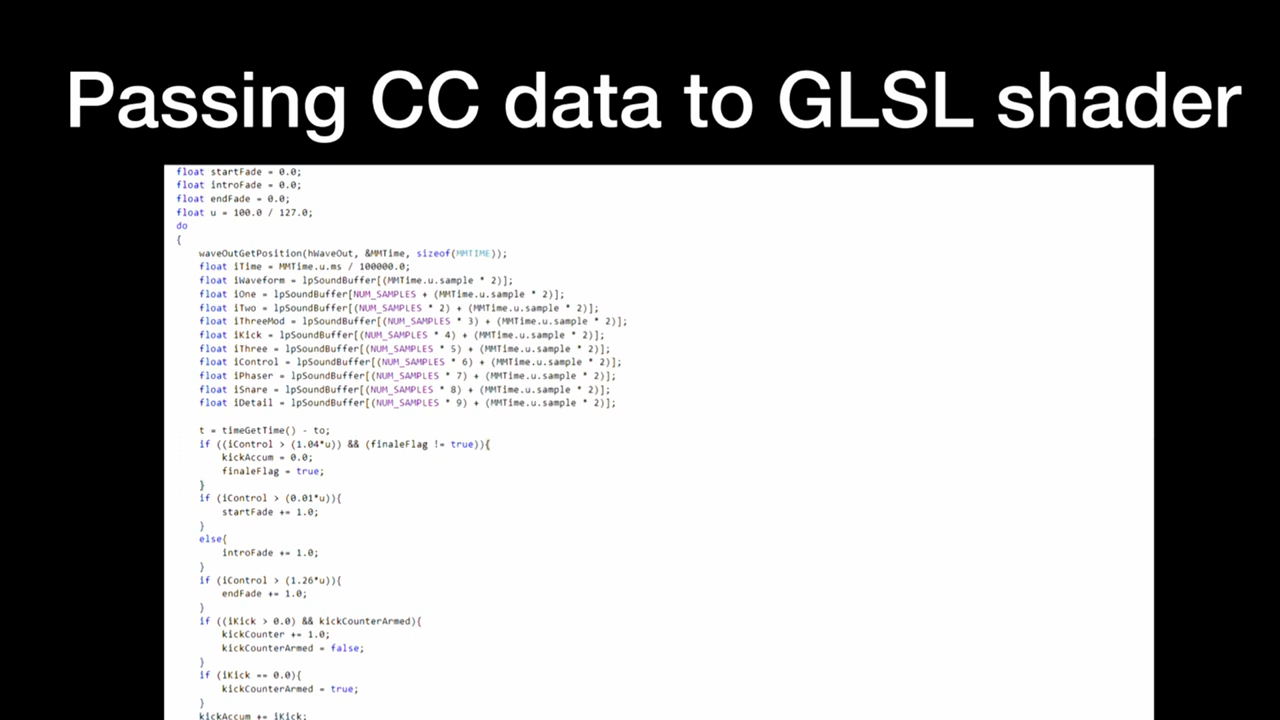 Passing CC data to GLSL shader
float startFade = 0.0;
float introFade = 0.0;
float endFade = 0.0;
float u = 100.0 / 127.0;
do
{
waveOutGetPosition(hWaveOut, &MMTime, sizeof(MMTIME));
float iTime = MMTime.u.ms / 100000.0;
float iWaveform = lpSoundBuffer[(MMTime.u.sample * 2)];
float iOne = lpSoundBuffer[NUM_SAMPLES + (MMTime.u.sample * 2)];
float iTwo = lpSoundBuffer[(NUM_SAMPLES * 2) + (MMTime.u.sample * 2)];
float iThreeMod = lpSoundBuffer[(NUM_SAMPLES * 3) + (MMTime.u.sample * 2)];
float iKick = lpSoundBuffer[(NUM_SAMPLES * 4) + (MMTime.u.sample * 2)];
float iThree = lpSoundBuffer[(NUM_SAMPLES * 5) + (MMTime.u.sample * 2)];
float iControl = lpSoundBuffer[(NUM_SAMPLES * 6) + (MMTime.u.sample * 2)];
float iPhaser = lpSoundBuffer[(NUM_SAMPLES * 7) + (MMTime.u.sample * 2)];
float iSnare = lpSoundBuffer[(NUM_SAMPLES * 8) + (MMTime.u.sample * 2)];
float iDetail = lpSoundBuffer[(NUM_SAMPLES * 9) + (MMTime.u.sample * 2)];
t = timeGetTime() - to;
if ((iControl > (1.04*u)) && (finaleFlag != true)){
kickAccum = 0.0;
finaleFlag = true;
}
if (iControl > (0.01*u)){
startFade += 1.0;
}
else{
introFade += 1.0;
}
if (iControl > (1.26*u)){
endFade += 1.0;
}
if ((iKick > 0.0) && kickCounterArmed){
kickCounter += 1.0;
kickCounterArmed = false;
}
if (iKick == 0.0){
kickCounterArmed = true;
}
kickAccum += iKick;